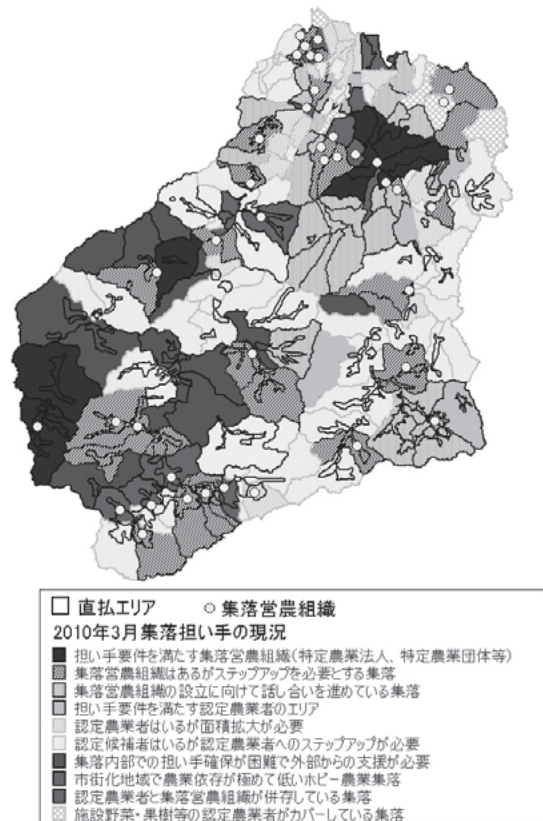 直払エリア　集落営農組織
2010年3月集落担い手の現況
担い手要件を満たす集落営農組織(特定農業法人、特定農業団体等)
集落営農組織はあるがステップアップを必要とする集落
集落営農組織の設立に向けて話し合いを進めている集落
担い手要件を満たす認定農業者のエリア
認定農業者はいるが面積拡大が必要
認定候補者はいるが認定農業者へのステップアップが必要
集落内部での担い手確保が困難で外部からの支援が必要
市街化地域で農業依存が極めて低いホビー農業集落
認定農業者と集落営農組織が併存している集落
施設野菜・果樹等の認定農業者がカバーしている集落